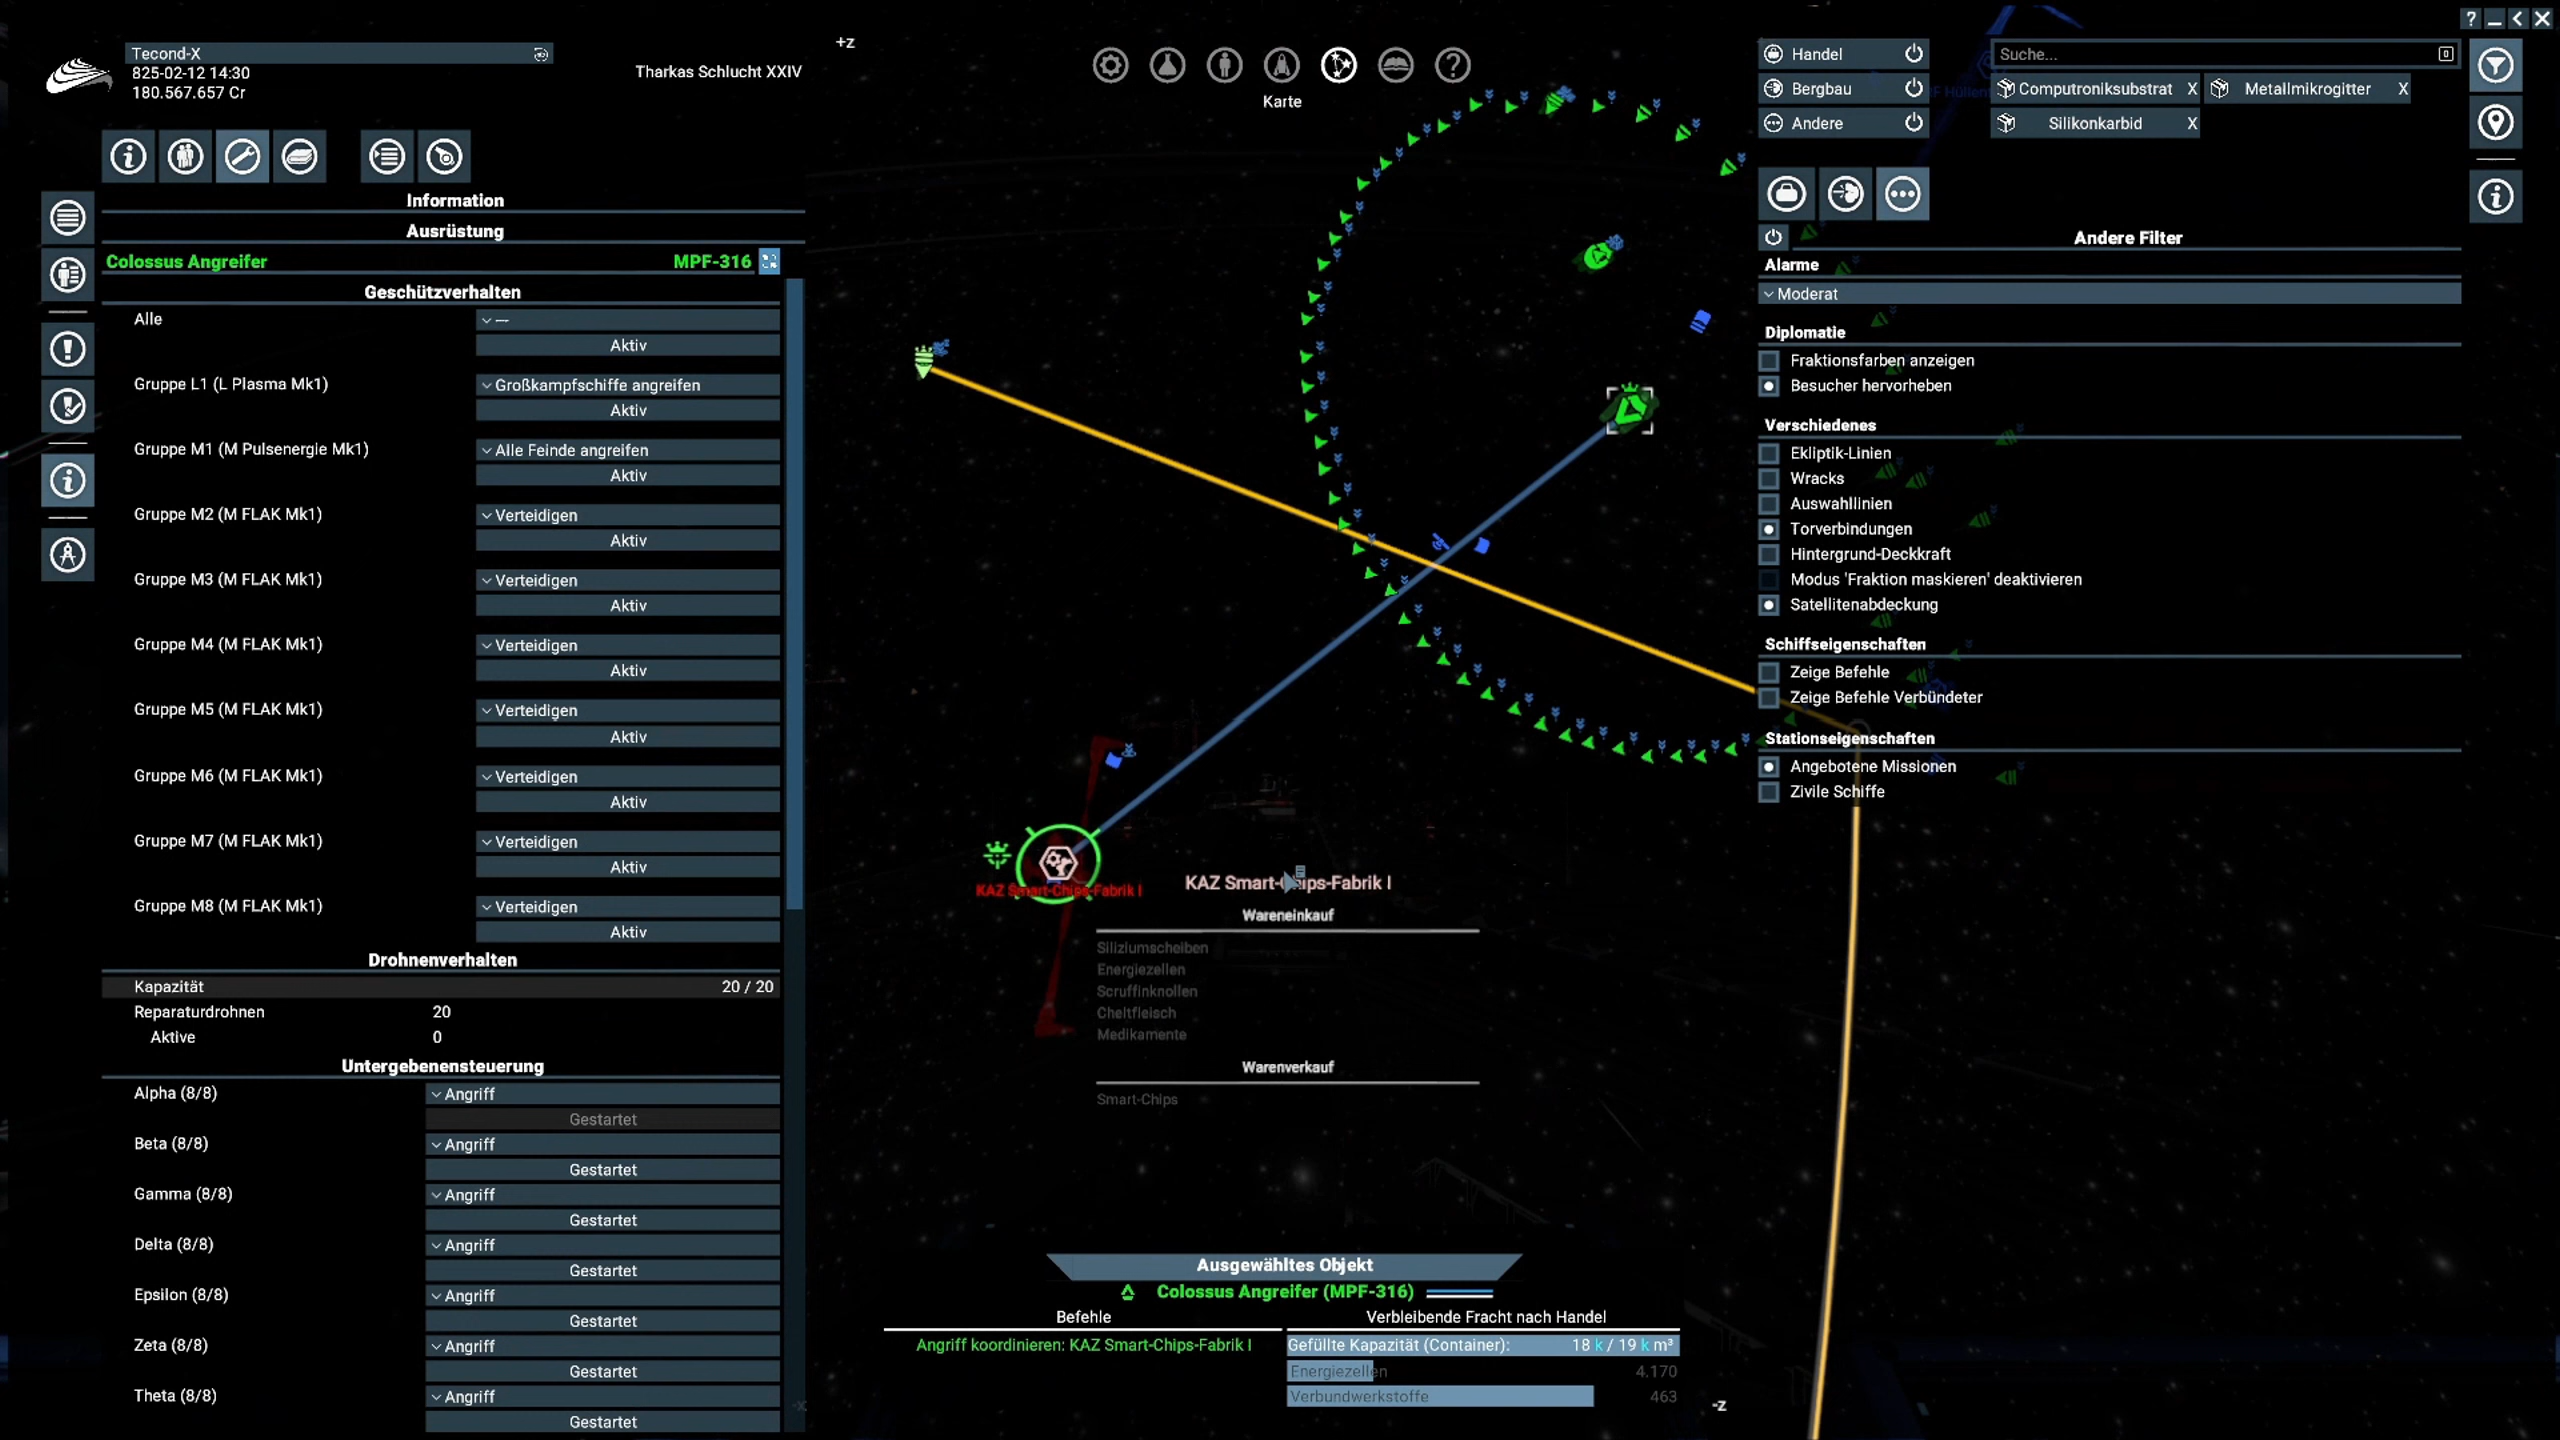 Tecond-X
825-02-12 14:30
180.567.657 Cr
Tharkas Schlucht XXIV
+z
Karte
Handel
Bergbau
Andere
Suche...
Computroniksubstrat X
Metallmikrogitter X
Silikonkarbid X
Information
Ausrüstung
Colossus Angreifer MPF-316
Geschützverhalten
Alle ---
Aktiv
Gruppe L1 (L Plasma Mk1) Großkampfschiffe angreifen
Aktiv
Gruppe M1 (M Pulsenergie Mk1) Alle Feinde angreifen
Aktiv
Gruppe M2 (M FLAK Mk1) Verteidigen
Aktiv
Gruppe M3 (M FLAK Mk1) Verteidigen
Aktiv
Gruppe M4 (M FLAK Mk1) Verteidigen
Aktiv
Gruppe M5 (M FLAK Mk1) Verteidigen
Aktiv
Gruppe M6 (M FLAK Mk1) Verteidigen
Aktiv
Gruppe M7 (M FLAK Mk1) Verteidigen
Aktiv
Gruppe M8 (M FLAK Mk1) Verteidigen
Aktiv
Drohnenverhalten
Kapazität 20 / 20
Reparaturdrohnen 20
Aktive 0
Untergebenensteuerung
Alpha (8/8) Angriff
Gestartet
Beta (8/8) Angriff
Gestartet
Gamma (8/8) Angriff
Gestartet
Delta (8/8) Angriff
Gestartet
Epsilon (8/8) Angriff
Gestartet
Zeta (8/8) Angriff
Gestartet
Theta (8/8) Angriff
Gestartet
KAZ Smart-Chips-Fabrik I
KAZ Smart-Chips-Fabrik I
Wareneinkauf
Siliziumscheiben
Energiezellen
Scruffinknollen
Cheltfleisch
Medikamente
Warenverkauf
Smart-Chips
Ausgewähltes Objekt
Colossus Angreifer (MPF-316)
Befehle
Angriff koordinieren: KAZ Smart-Chips-Fabrik I
Verbleibende Fracht nach Handel
Gefüllte Kapazität (Container): 18 k / 19 k m³
Energiezellen 4.170
Verbundwerkstoffe 463
-x
-z
Andere Filter
Alarme
Moderat
Diplomatie
Fraktionsfarben anzeigen
Besucher hervorheben
Verschiedenes
Ekliptik-Linien
Wracks
Auswahllinien
Torverbindungen
Hintergrund-Deckkraft
Modus 'Fraktion maskieren' deaktivieren
Satellitenabdeckung
Schiffseigenschaften
Zeige Befehle
Zeige Befehle Verbündeter
Stationseigenschaften
Angebotene Missionen
Zivile Schiffe